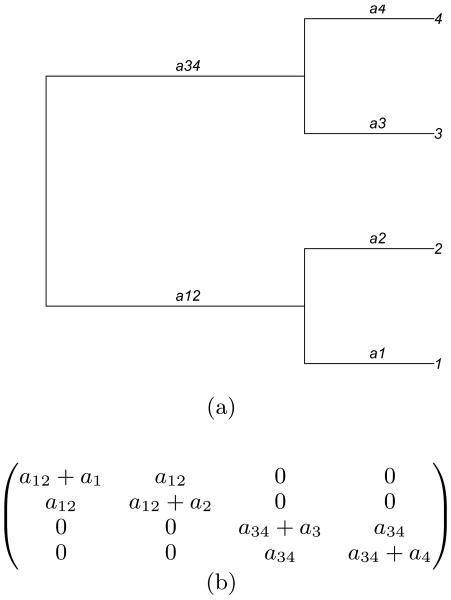 a4
4
a34
a3
3
a2
2
a12
a1
1
(a)
a₁₂ + a₁ a₁₂ 0 0
a₁₂ a₁₂ + a₂ 0 0
0 0 a₃₄ + a₃ a₃₄
0 0 a₃₄ a₃₄ + a₄
(b)